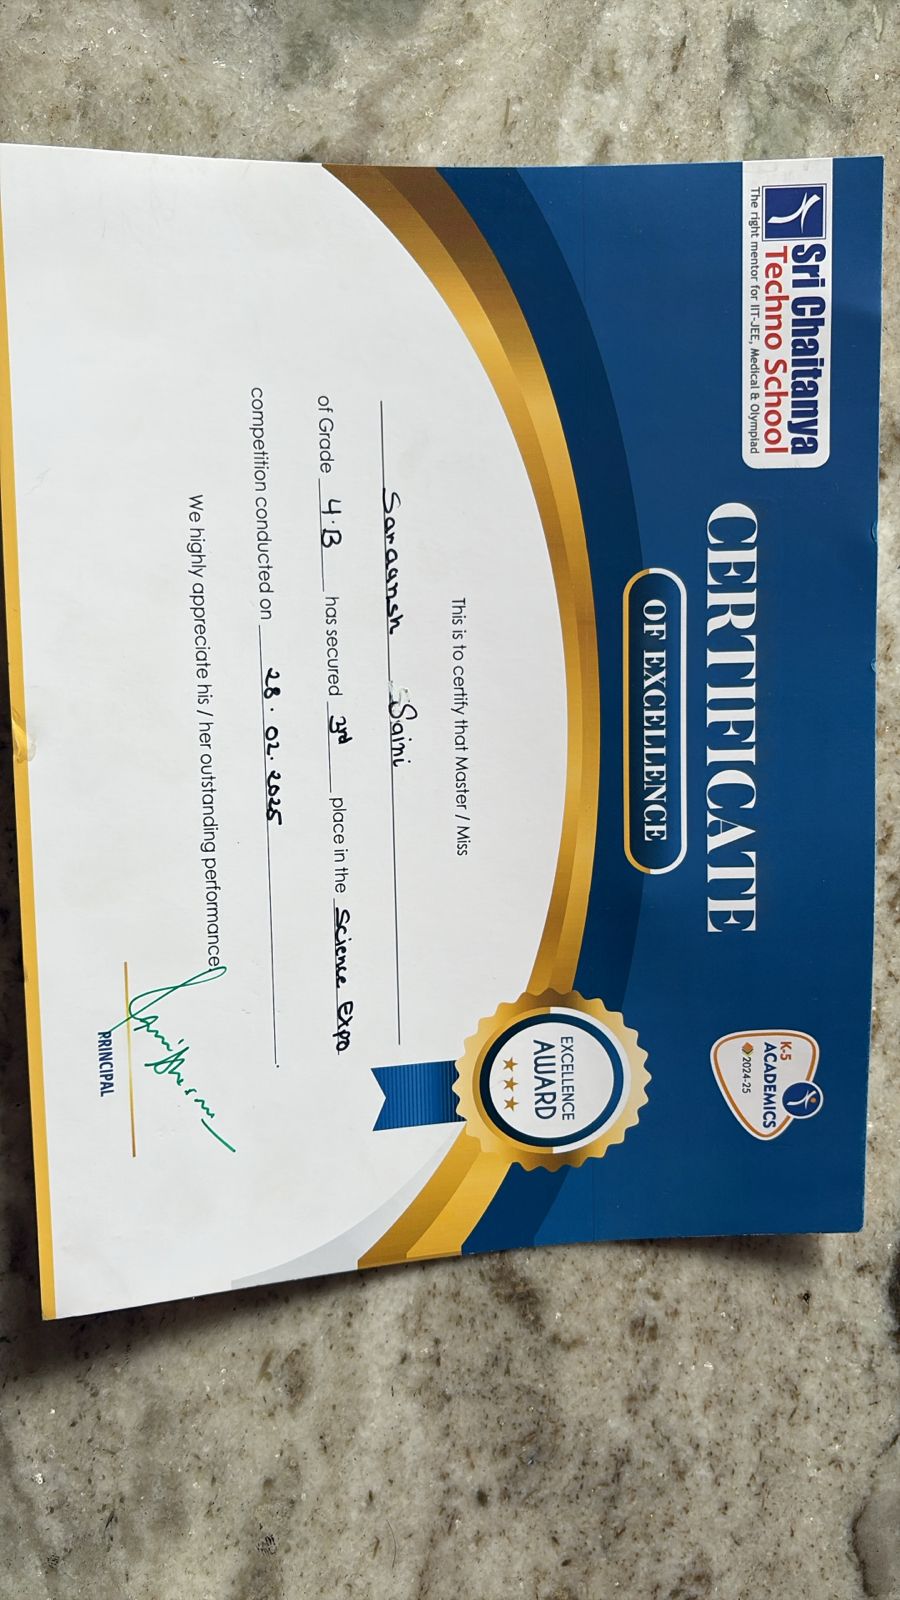 Sri Chaitanya
Techno School
The right mentor for IIT-JEE, Medical & Olympiad
K-5
ACADEMICS
2024-25
CERTIFICATE
OF EXCELLENCE
EXCELLENCE
AWARD
This is to certify that Master / Miss
Saraansh Saini
of Grade 4.B has secured 3rd place in the Science Expo
competition conducted on 28.02.2025.
We highly appreciate his / her outstanding performance.
PRINCIPAL